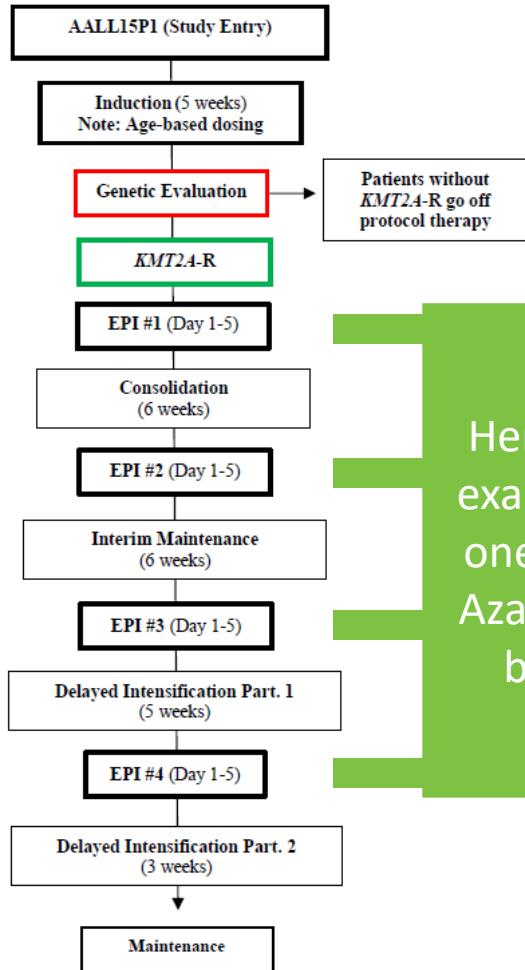 AALL15P1 (Study Entry)
Induction (5 weeks)
Note: Age-based dosing
Genetic Evaluation
Patients without
KMT2A-R go off
protocol therapy
KMT2A-R
EPI #1 (Day 1-5)
Consolidation
(6 weeks)
EPI #2 (Day 1-5)
Interim Maintenance
(6 weeks)
EPI #3 (Day 1-5)
Delayed Intensification Part. 1
(5 weeks)
EPI #4 (Day 1-5)
Delayed Intensification Part. 2
(3 weeks)
Maintenance
one